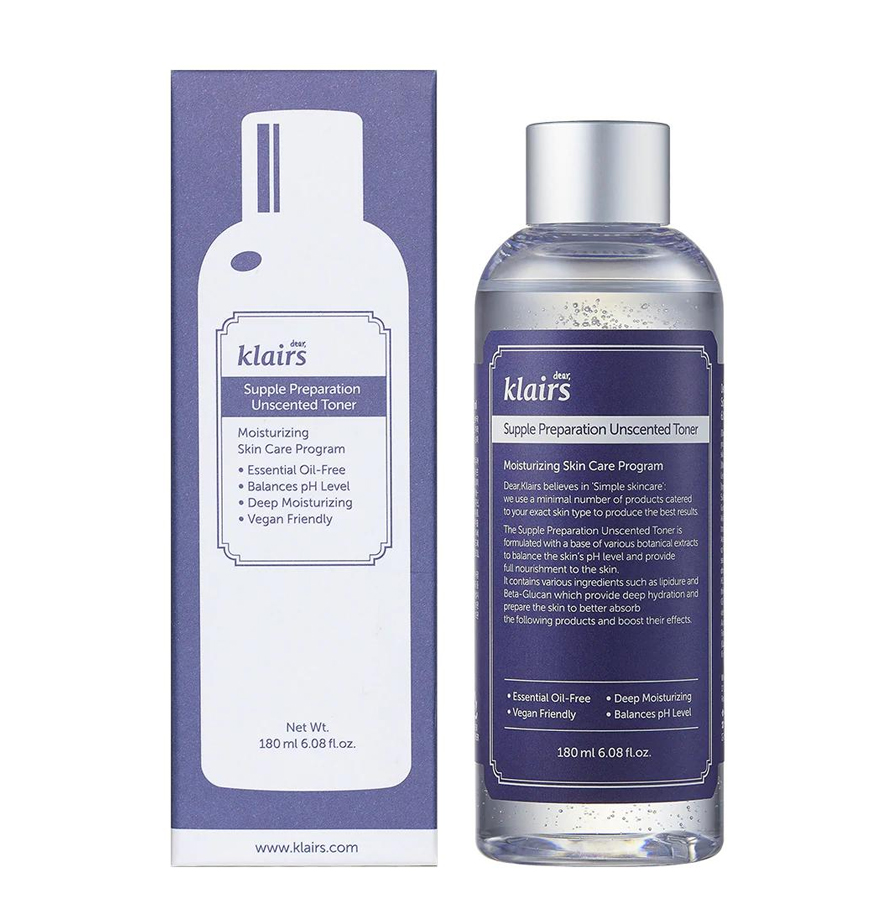 dear,
klairs
Supple Preparation
Unscented Toner
Moisturizing
Skin Care Program
• Essential Oil-Free
• Balances pH Level
• Deep Moisturizing
• Vegan Friendly
Net Wt.
180 ml 6.08 fl.oz.
www.klairs.com
dear,
klairs
Supple Preparation Unscented Toner
Moisturizing Skin Care Program
Dear,Klairs believes in 'Simple skincare':
we use a minimal number of products catered
to your exact skin type to produce the best results.
The Supple Preparation Unscented Toner is
formulated with a base of various botanical extracts
to balance the skin's pH level and provide
full nourishment to the skin.
It contains various ingredients such as lipidure and
Beta-Glucan which provide deep hydration and
prepare the skin to better absorb
the following products and boost their effects.
• Essential Oil-Free • Deep Moisturizing
• Vegan Friendly • Balances pH Level
180 ml 6.08 fl.oz.